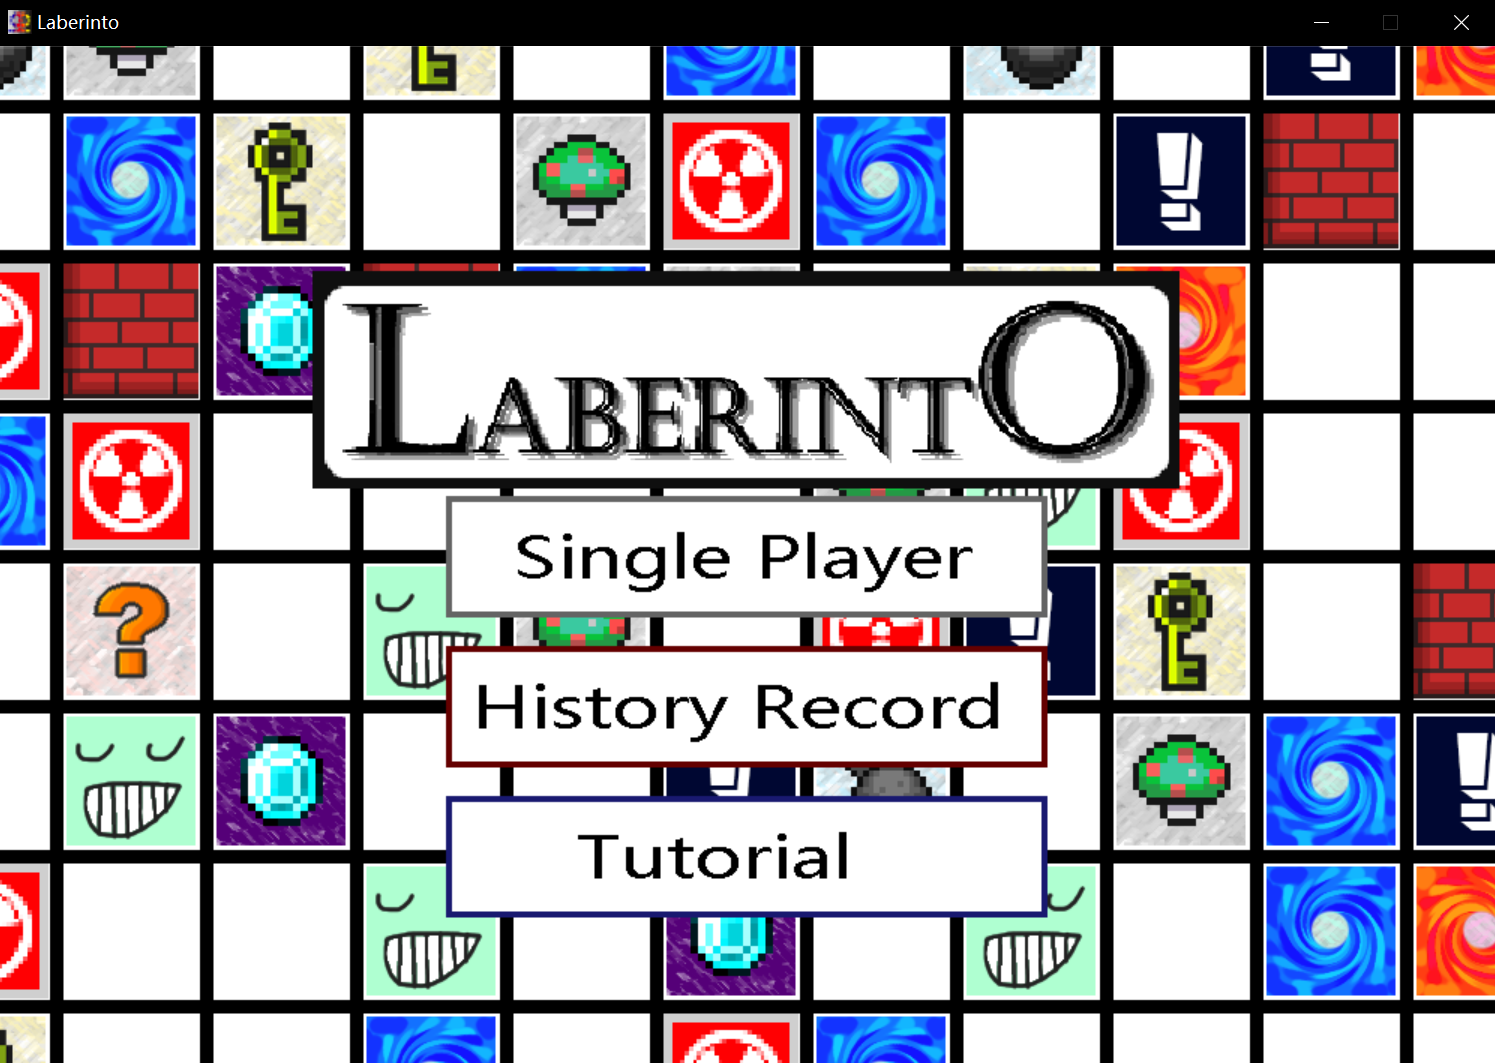 Laberinto
LABERINTO
Single Player
History Record
Tutorial